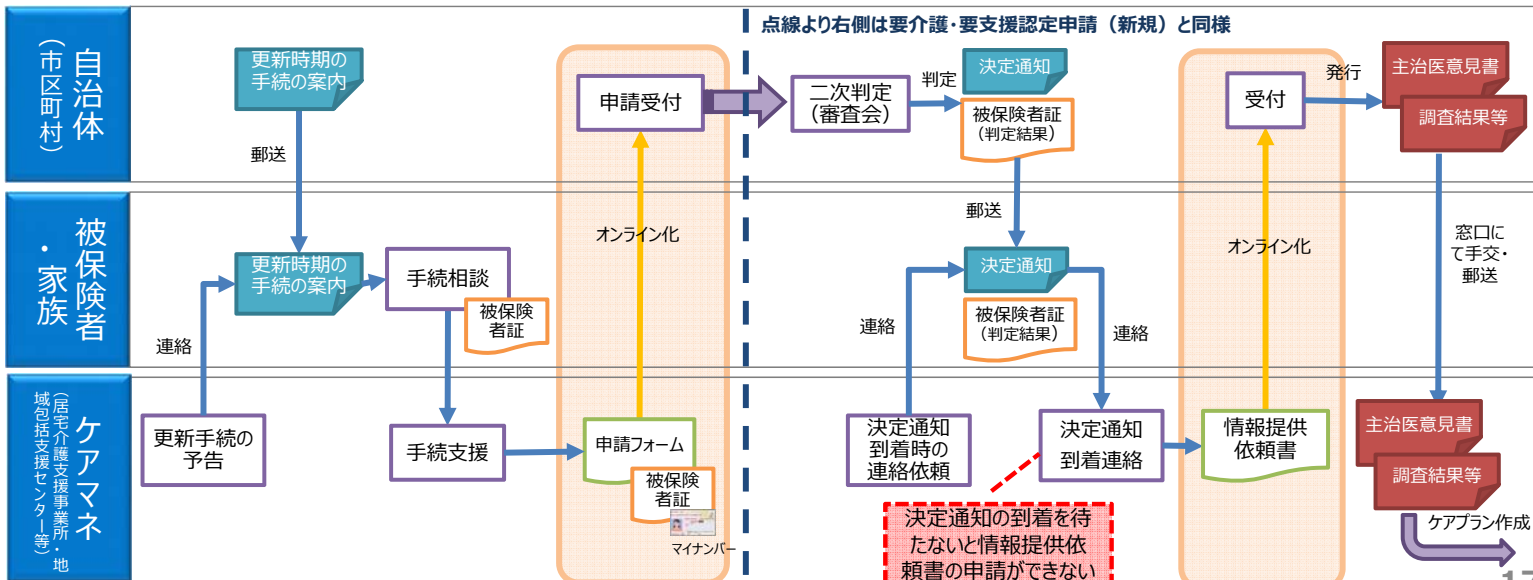 点線より右側は要介護・要支援認定申請（新規）と同様
自治体
（市区町村）
更新時期の
手続の案内
郵送
申請受付
二次判定
（審査会）
判定
決定通知
被保険者証
（判定結果）
郵送
受付
発行
主治医意見書
調査結果等
被保険者
・家族
更新時期の
手続の案内
連絡
手続相談
被保険
者証
オンライン化
連絡
決定通知
被保険者証
（判定結果）
連絡
オンライン化
窓口に
て手交・
郵送
ケアマネ
（居宅介護支援事業所・地
域包括支援センター等）
更新手続の
予告
手続支援
申請フォーム
被保険
者証
マイナンバー
決定通知
到着時の
連絡依頼
決定通知
到着連絡
情報提供
依頼書
主治医意見書
調査結果等
決定通知の到着を待
たないと情報提供依
頼書の申請ができない
ケアプラン作成